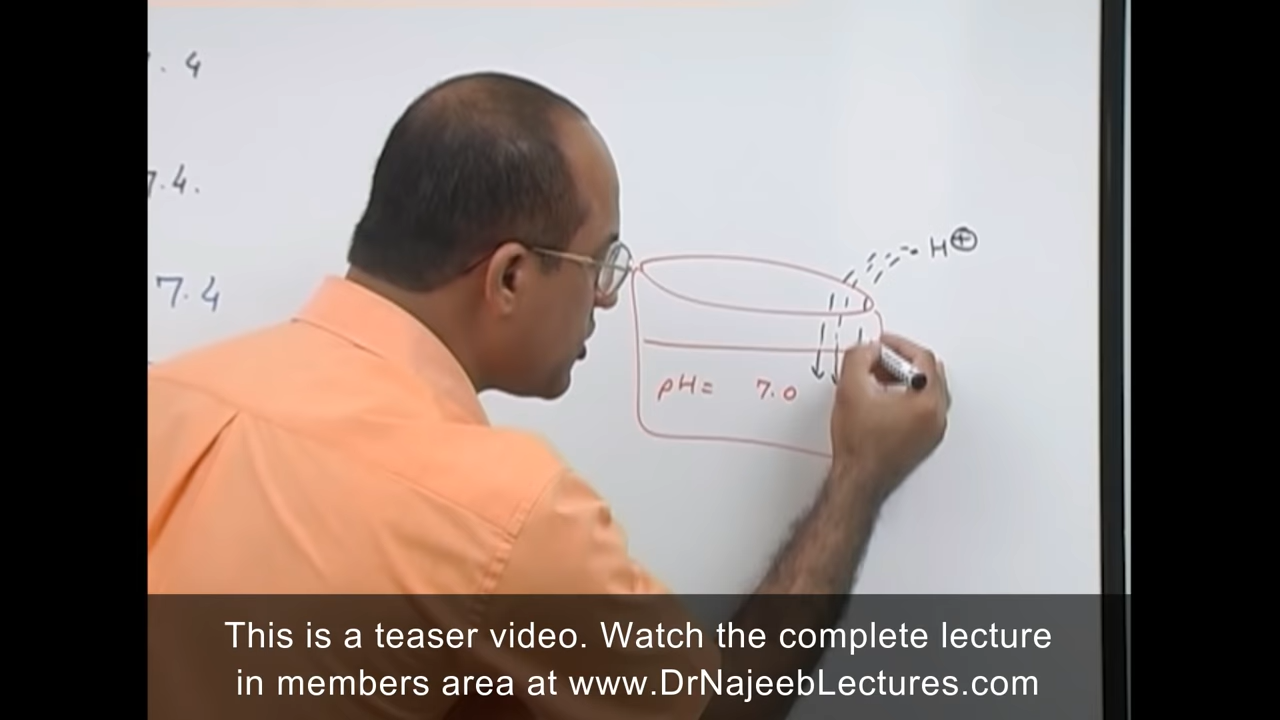 . 4
7.4.
7.4
H+
pH= 7.0
This is a teaser video. Watch the complete lecture
in members area at www.DrNajeebLectures.com